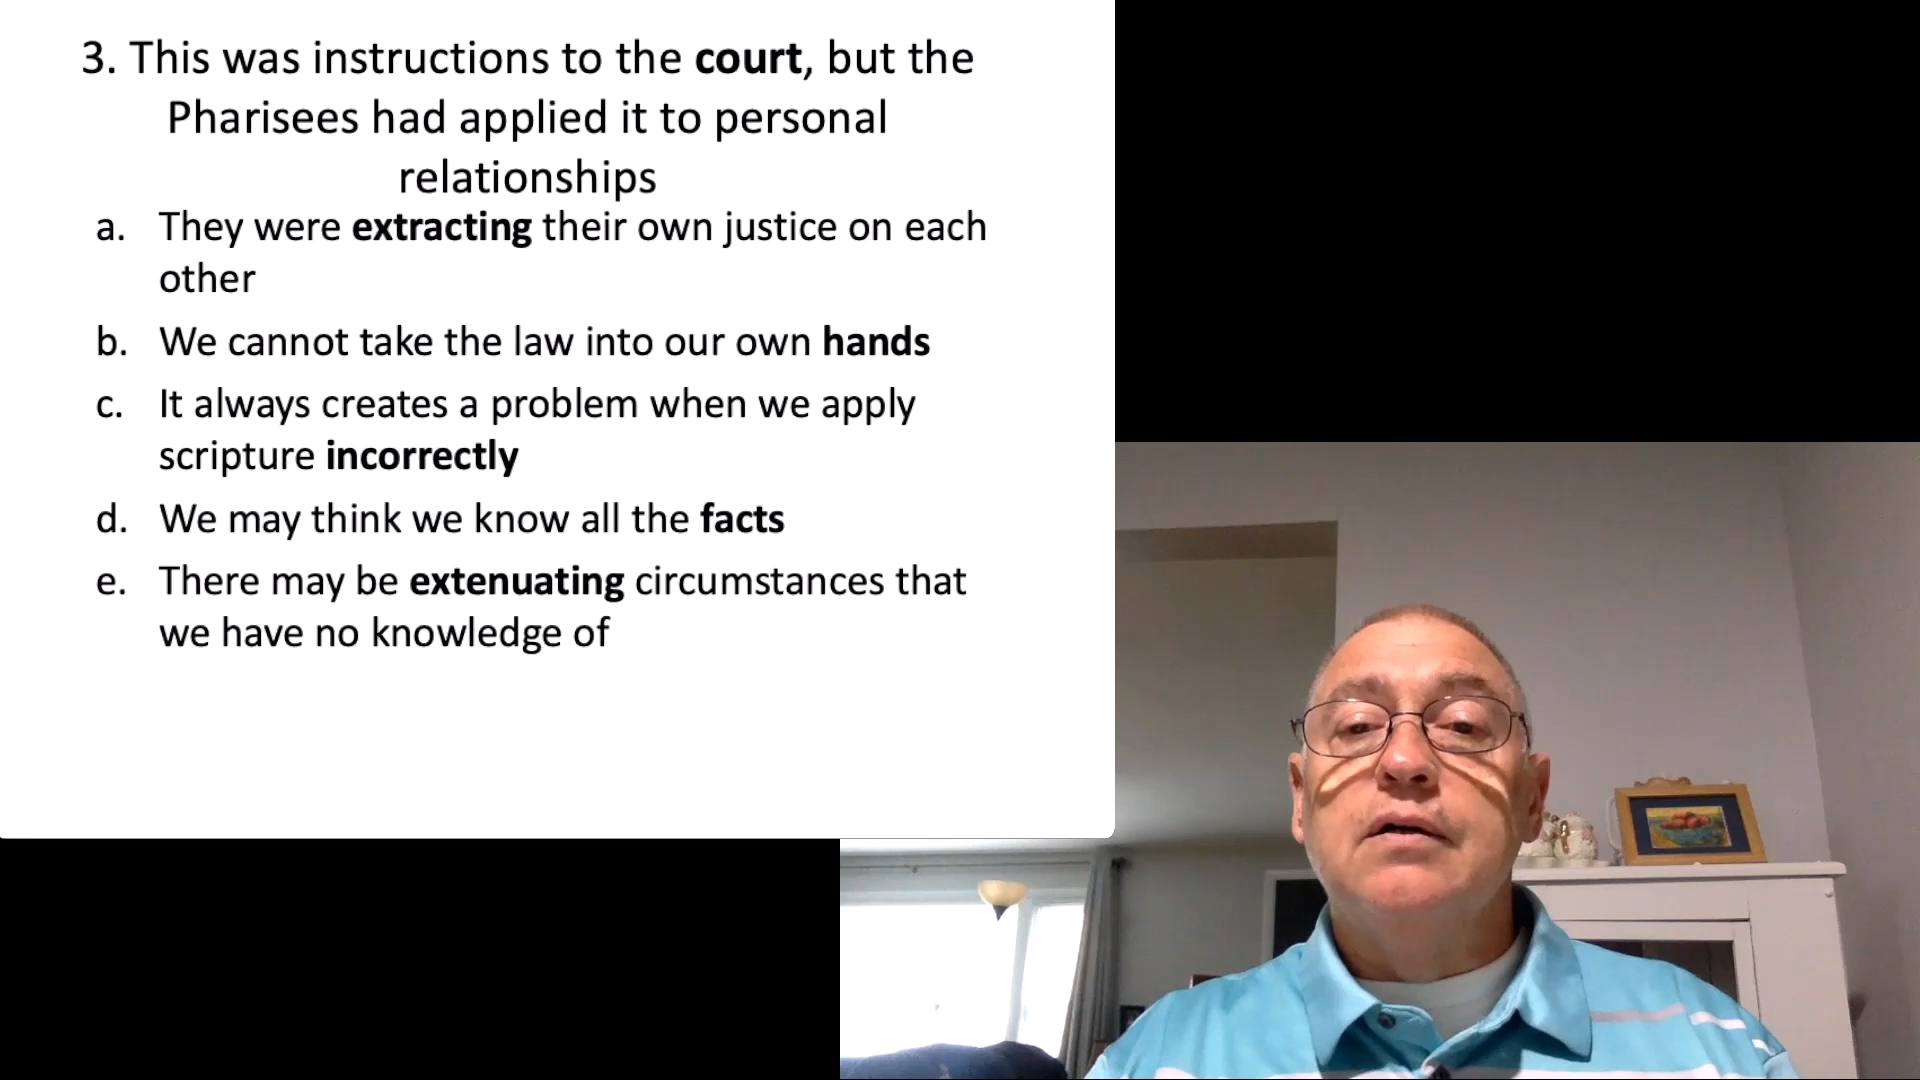 3. This was instructions to the court, but the
Pharisees had applied it to personal
relationships
a. They were extracting their own justice on each
other
b. We cannot take the law into our own hands
c. It always creates a problem when we apply
scripture incorrectly
d. We may think we know all the facts
e. There may be extenuating circumstances that
we have no knowledge of